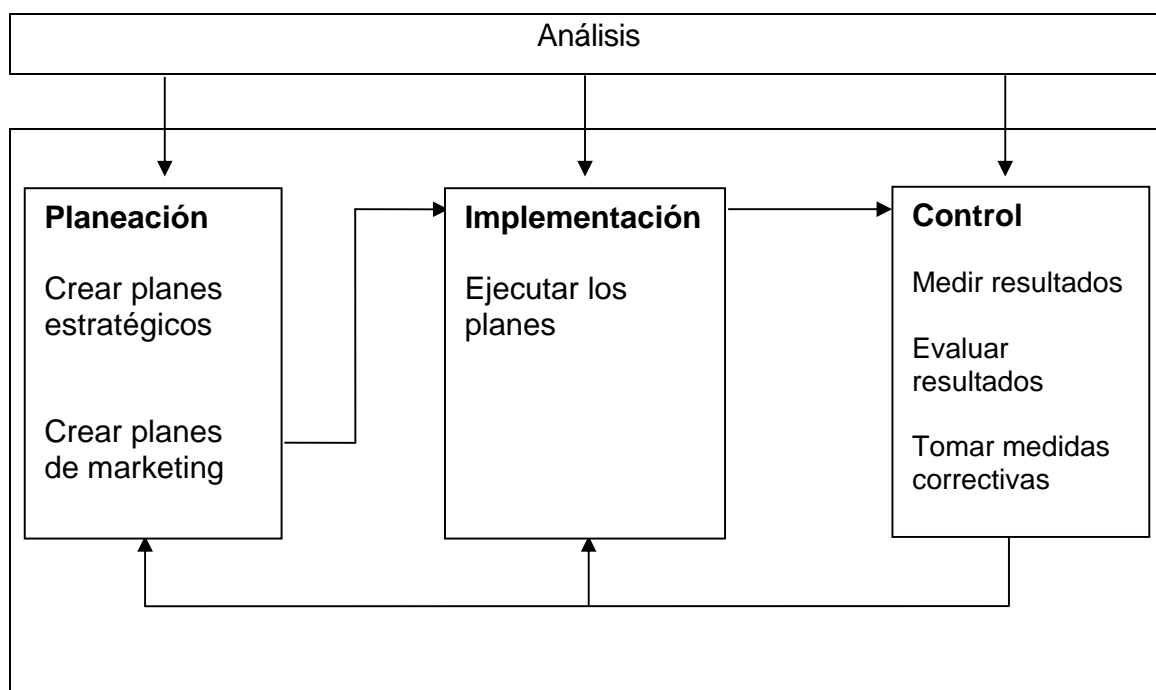 Análisis
Planeación
Crear planes
estratégicos
Crear planes
de marketing
Implementación
Ejecutar los
planes
Control
Medir resultados
Evaluar
resultados
Tomar medidas
correctivas